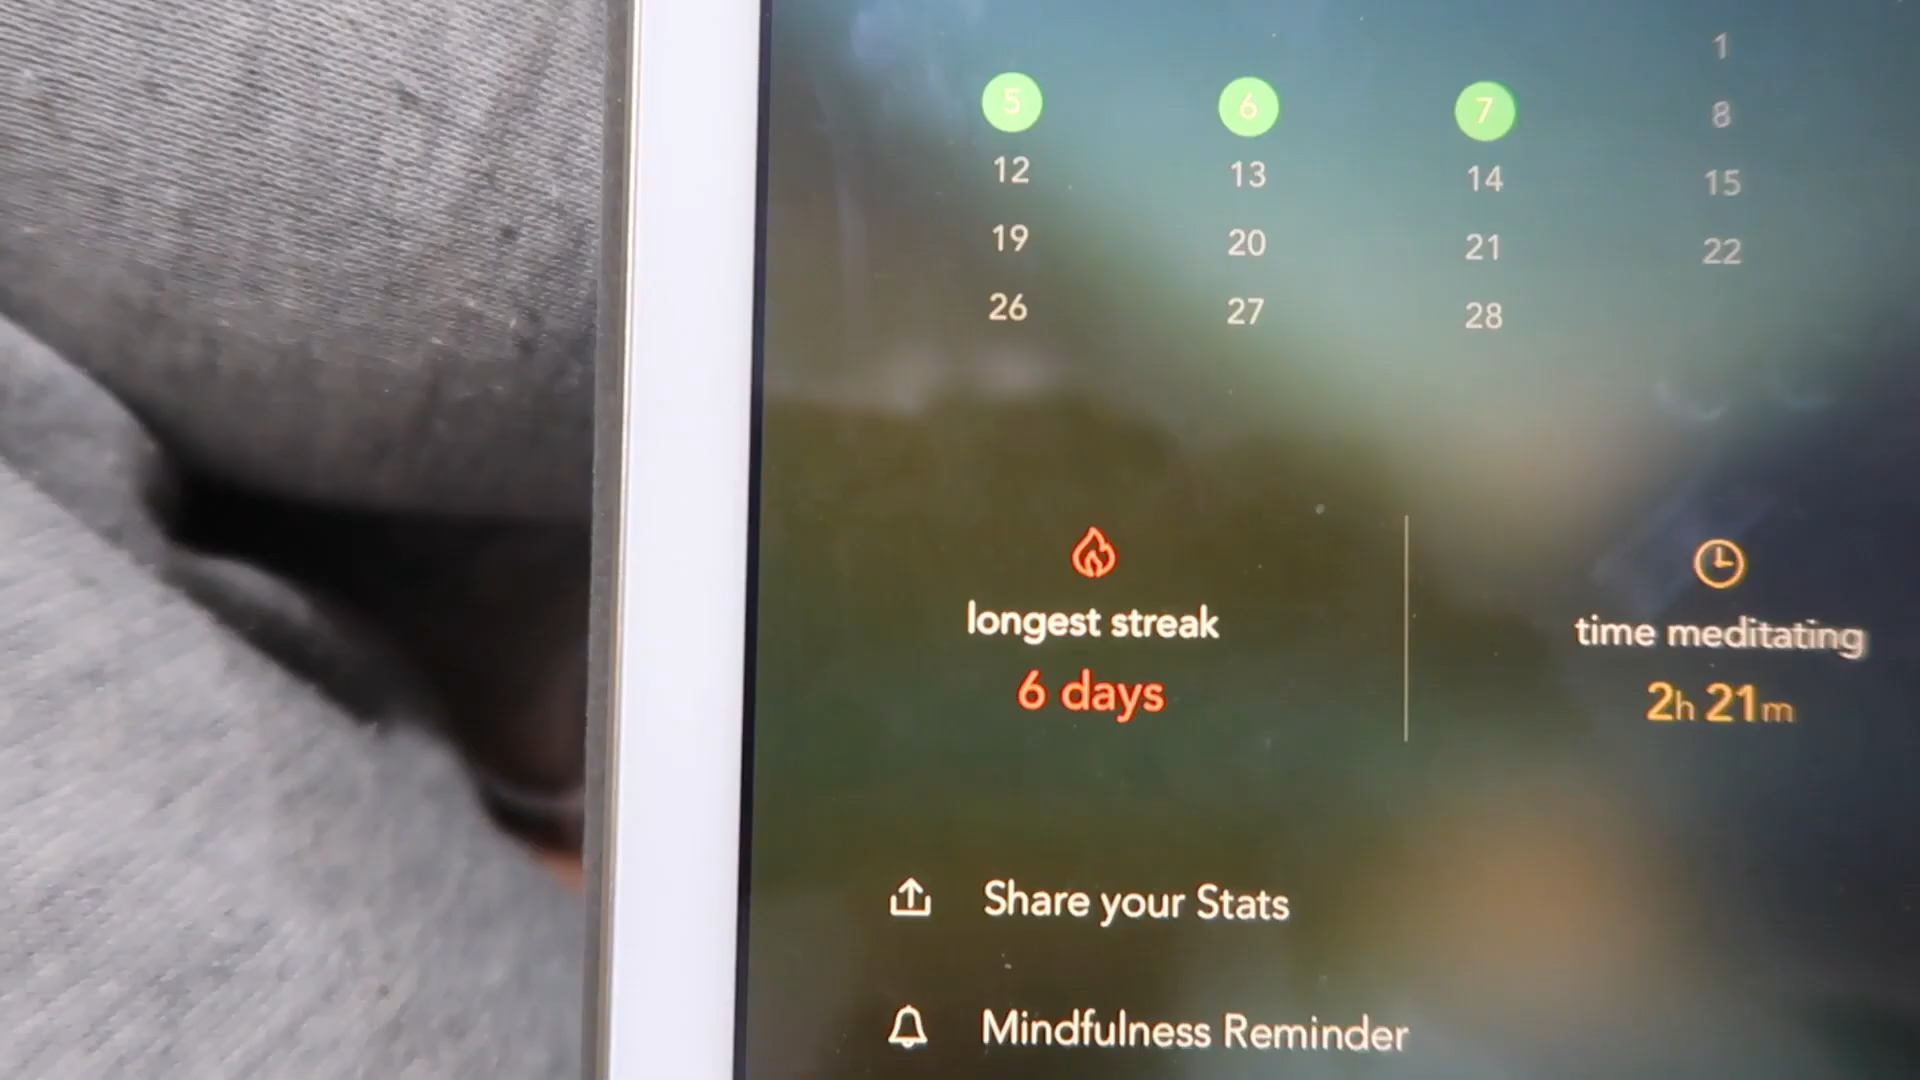 1
5 6 7 8
12 13 14 15
19 20 21 22
26 27 28
longest streak
6 days
time meditating
2h 21m
Share your Stats
Mindfulness Reminder